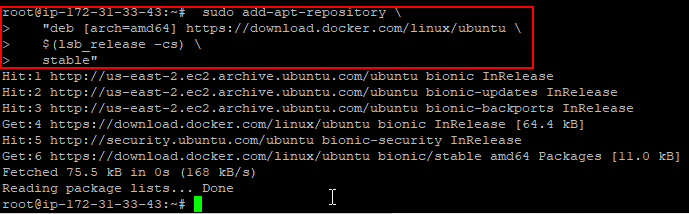 root@ip-172-31-33-43:~#  sudo add-apt-repository \
>    "deb [arch=amd64] https://download.docker.com/linux/ubuntu \
>    $(lsb_release -cs) \
>    stable"
Hit:1 http://us-east-2.ec2.archive.ubuntu.com/ubuntu bionic InRelease
Hit:2 http://us-east-2.ec2.archive.ubuntu.com/ubuntu bionic-updates InRelease
Hit:3 http://us-east-2.ec2.archive.ubuntu.com/ubuntu bionic-backports InRelease
Get:4 https://download.docker.com/linux/ubuntu bionic InRelease [64.4 kB]
Hit:5 http://security.ubuntu.com/ubuntu bionic-security InRelease
Get:6 https://download.docker.com/linux/ubuntu bionic/stable amd64 Packages [11.0 kB]
Fetched 75.5 kB in 0s (168 kB/s)
Reading package lists... Done
root@ip-172-31-33-43:~#